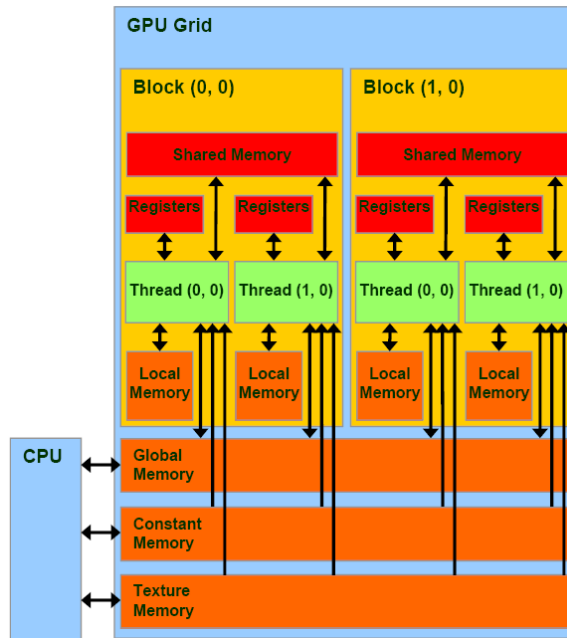 GPU Grid
Block (0, 0)
Block (1, 0)
Shared Memory
Shared Memory
Registers
Registers
Registers
Registers
Thread (0, 0)
Thread (1, 0)
Thread (0, 0)
Thread (1, 0)
Local
Memory
Local
Memory
Local
Memory
Local
Memory
CPU
Global
Memory
Constant
Memory
Texture
Memory